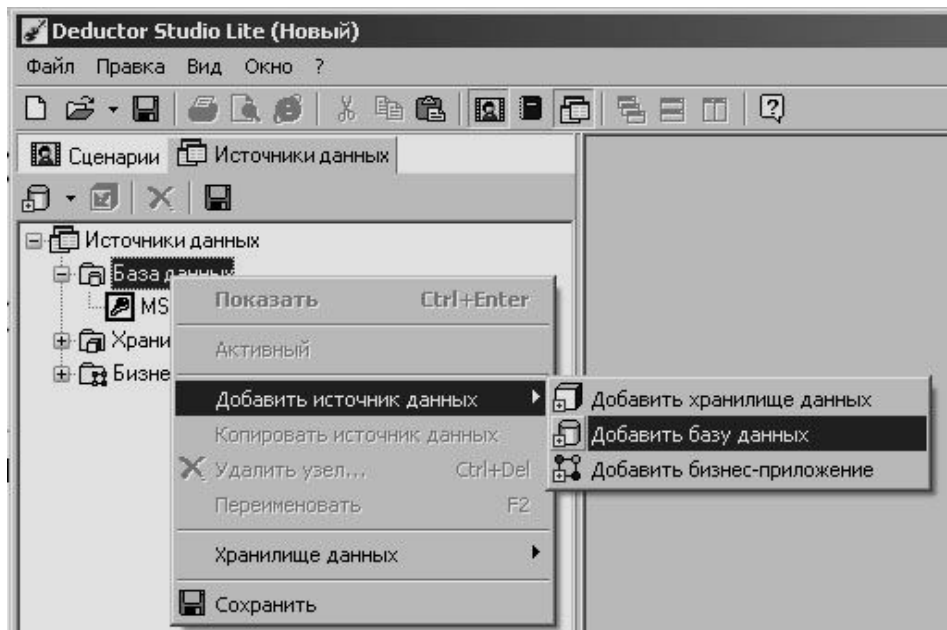 Deductor Studio Lite (Новый)
Файл Правка Вид Окно ?
Сценарии Источники данных
Источники данных
База данных
MS
Храни
Бизне
Показать Ctrl+Enter
Активный
Добавить источник данных
Копировать источник данных
Удалить узел... Ctrl+Del
Переименовать F2
Хранилище данных
Сохранить
Добавить хранилище данных
Добавить базу данных
Добавить бизнес-приложение